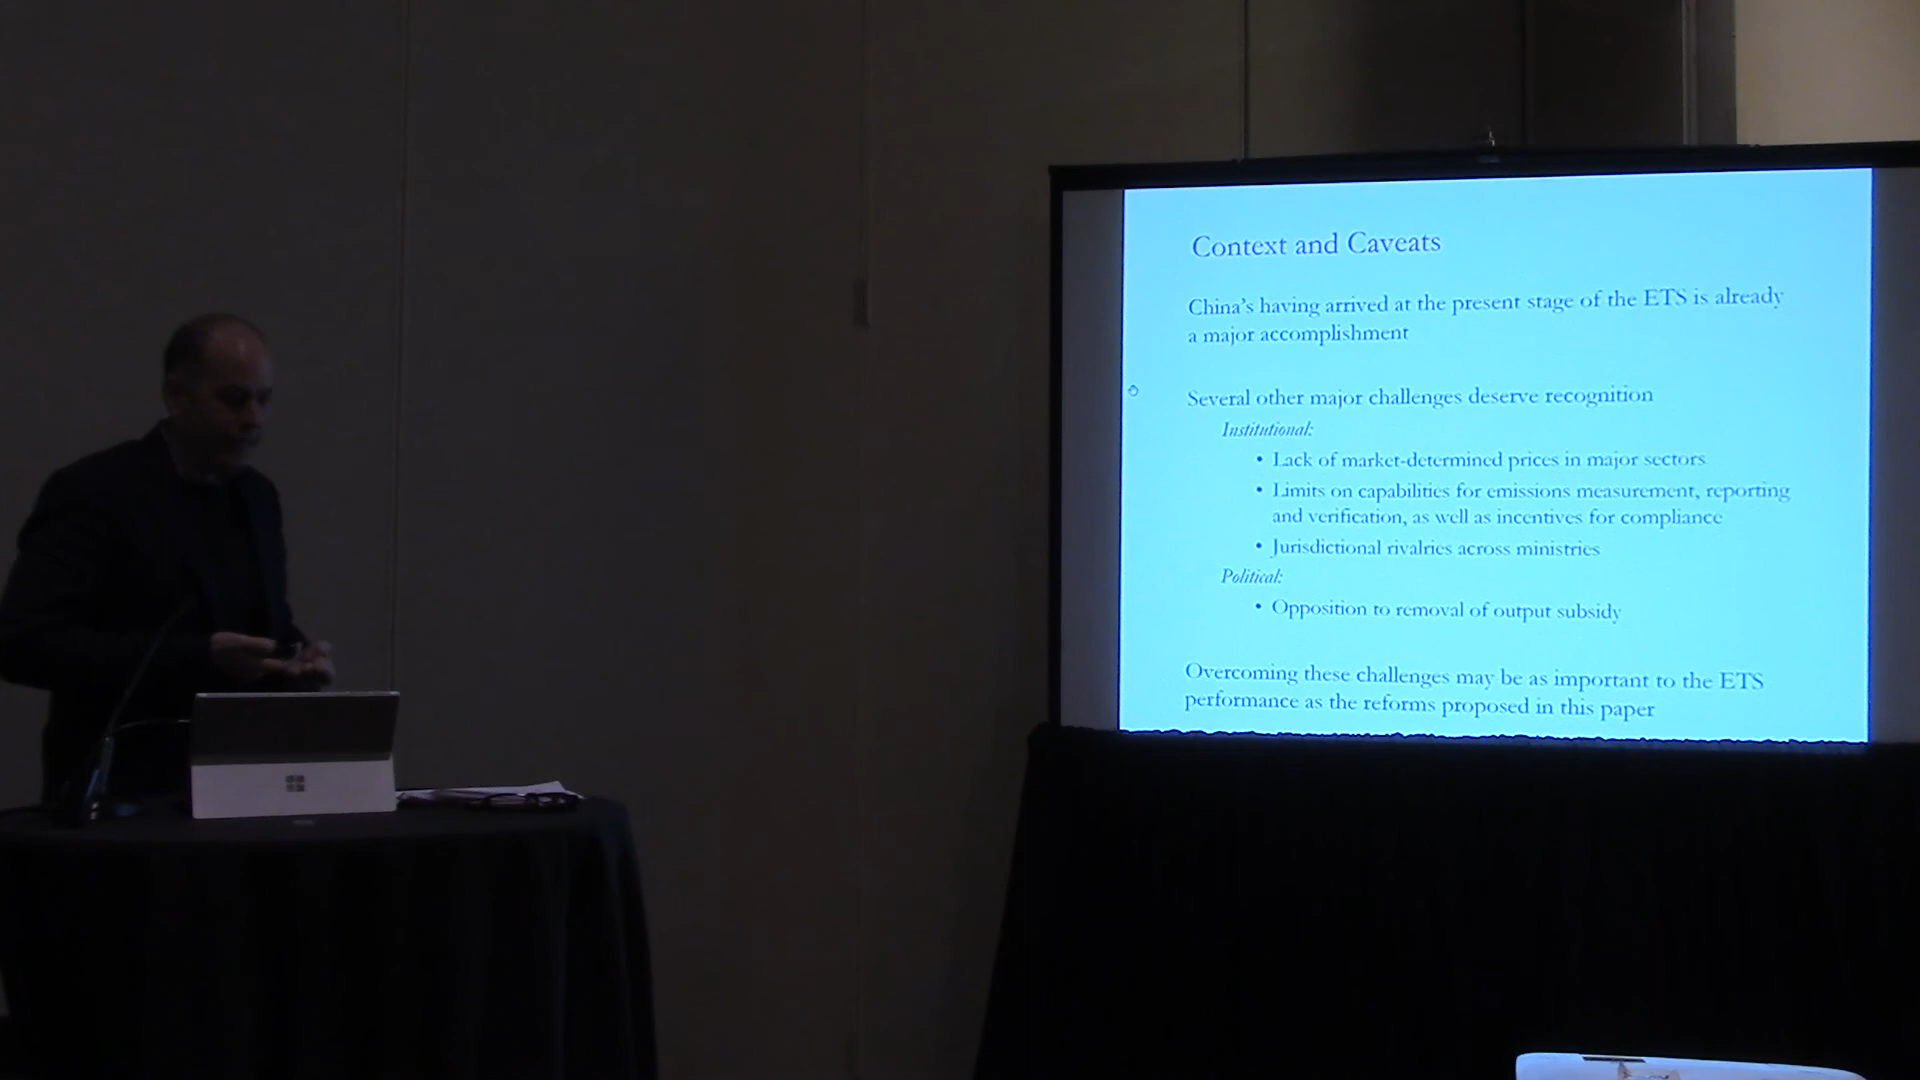 Context and Caveats
China's having arrived at the present stage of the ETS is already
a major accomplishment
Several other major challenges deserve recognition
Institutional:
• Lack of market-determined prices in major sectors
• Limits on capabilities for emissions measurement, reporting
and verification, as well as incentives for compliance
• Jurisdictional rivalries across ministries
Political:
• Opposition to removal of output subsidy
Overcoming these challenges may be as important to the ETS
performance as the reforms proposed in this paper